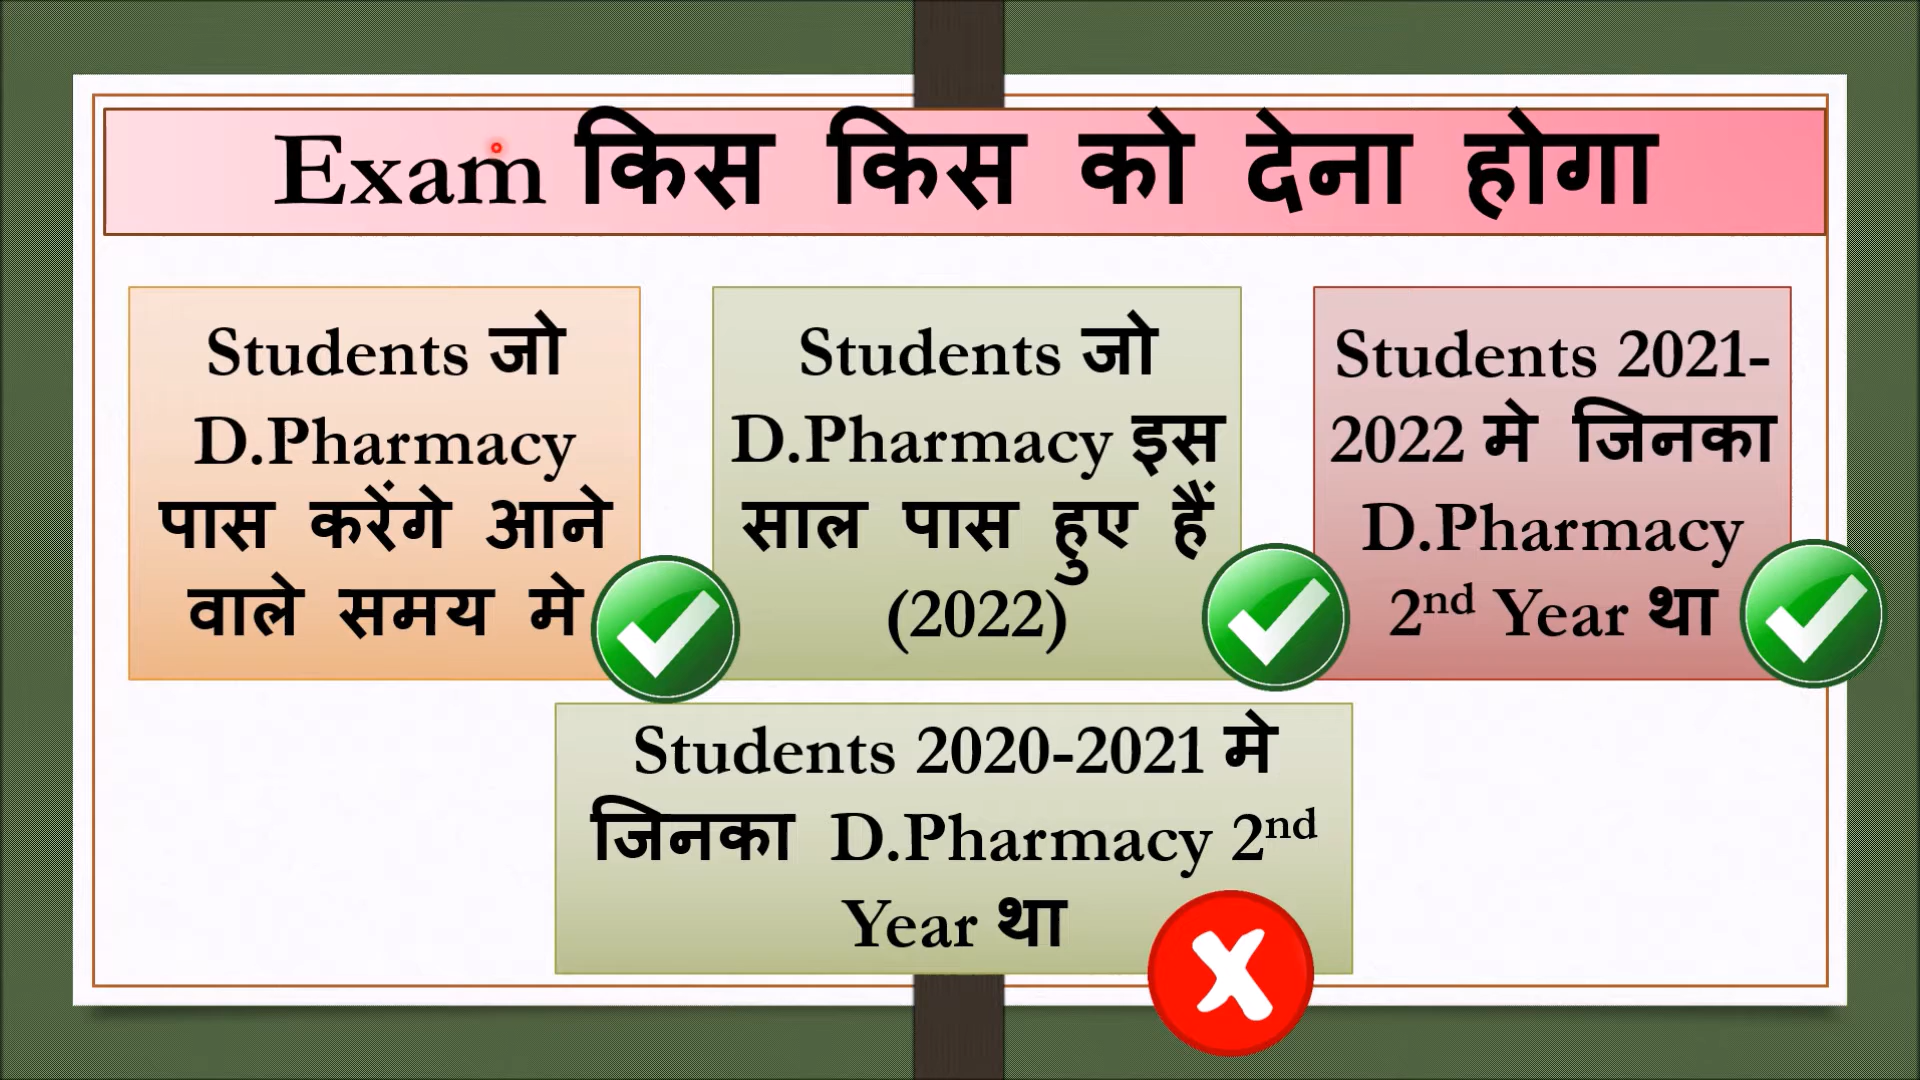 Exam किस किस को देना होगा
Students जो
D.Pharmacy
पास करेंगे आने
वाले समय मे
Students जो
D.Pharmacy इस
साल पास हुए हैं
(2022)
Students 2021-
2022 मे जिनका
D.Pharmacy
2nd Year था
Students 2020-2021 मे
जिनका D.Pharmacy 2nd
Year था